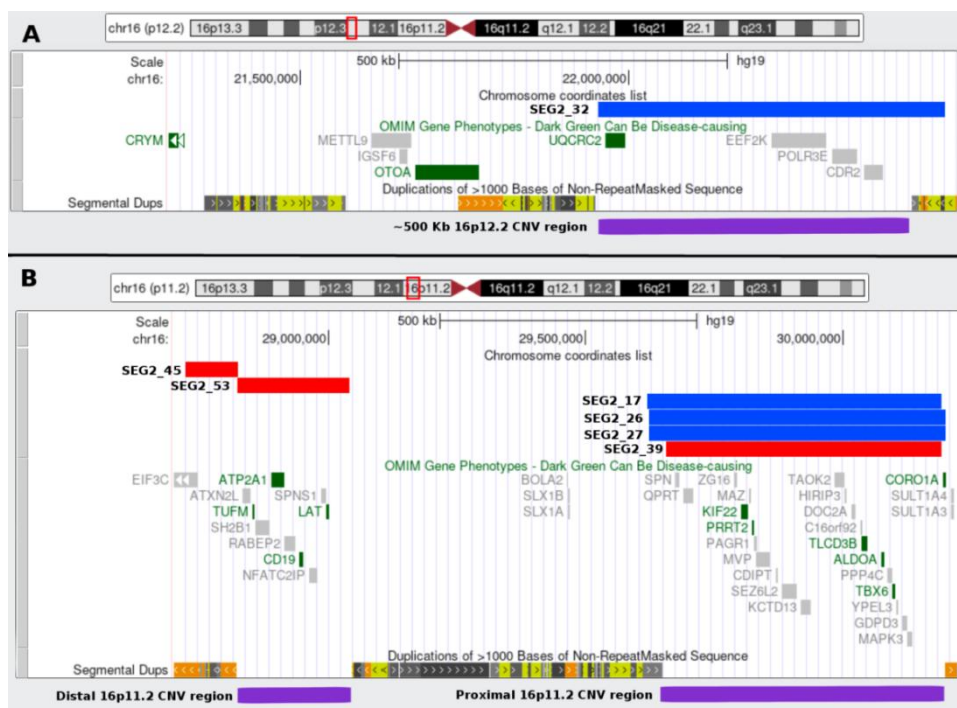 A
chr16 (p12.2) 16p13.3 p12.3 12.1 16p11.2 16q11.2 q12.1 12.2 16q21 22.1 q23.1
Scale 500 kb hg19
chr16: 21,500,000 22,000,000
Chromosome coordinates list
SEG2_32
OMIM Gene Phenotypes - Dark Green Can Be Disease-causing
CRYM METTL9 UQCRC2 EEF2K
IGSF6 POLR3E
OTOA CDR2
Duplications of >1000 Bases of Non-RepeatMasked Sequence
Segmental Dups
~500 Kb 16p12.2 CNV region
B
chr16 (p11.2) 16p13.3 p12.3 12.1 16p11.2 16q11.2 q12.1 12.2 16q21 22.1 q23.1
Scale 500 kb hg19
chr16: 29,000,000 29,500,000 30,000,000
Chromosome coordinates list
SEG2_45
SEG2_53
SEG2_17
SEG2_26
SEG2_27
SEG2_39
OMIM Gene Phenotypes - Dark Green Can Be Disease-causing
EIF3C ATP2A1 BOLA2 SPN ZG16 TAOK2 CORO1A
ATXN2L SPNS1 SLX1B QPRT MAZ HIRIP3 SULT1A4
TUFM LAT SLX1A KIF22 DOC2A SULT1A3
SH2B1 PRRT2 C16orf92
RABEP2 PAGR1 TLCD3B
CD19 MVP ALDOA
NFATC2IP CDIPT PPP4C
SEZ6L2 TBX6
KCTD13 YPEL3
GDPD3
MAPK3
Duplications of >1000 Bases of Non-RepeatMasked Sequence
Segmental Dups
Distal 16p11.2 CNV region Proximal 16p11.2 CNV region